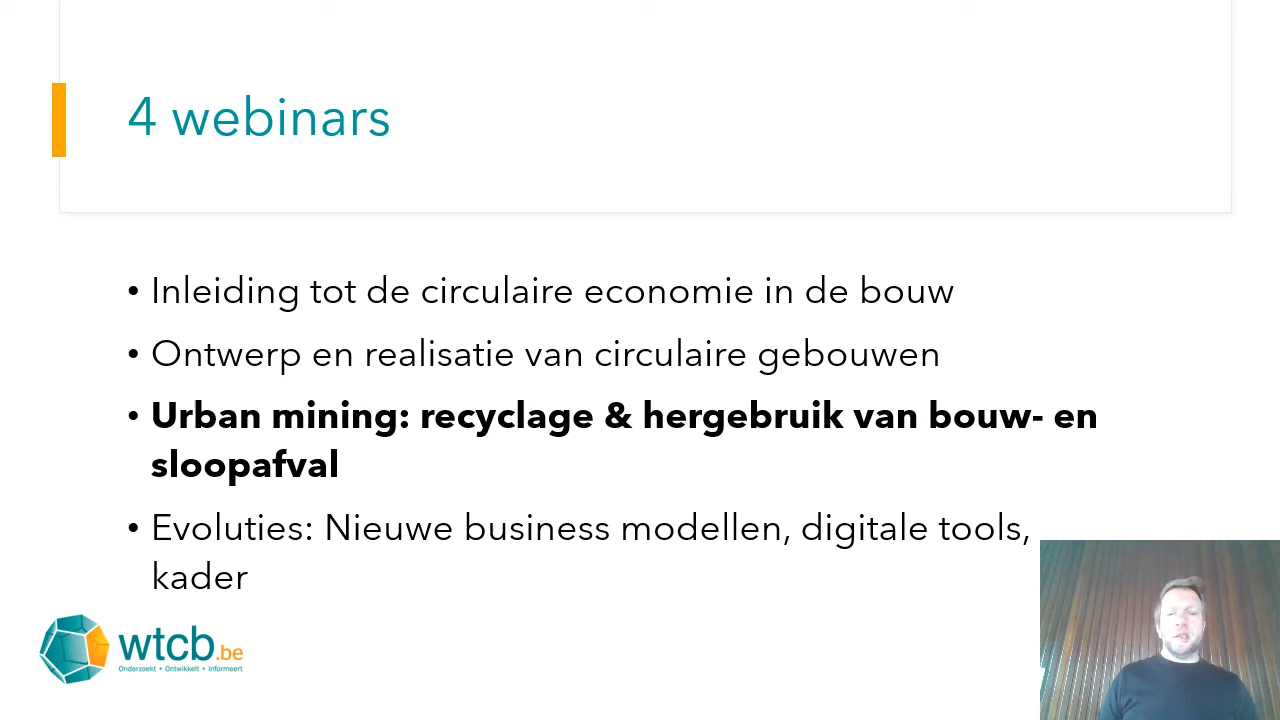 4 webinars
• Inleiding tot de circulaire economie in de bouw
• Ontwerp en realisatie van circulaire gebouwen
• Urban mining: recyclage & hergebruik van bouw- en
sloopafval
• Evoluties: Nieuwe business modellen, digitale tools,
kader
wtcb.be
Onderzoekt • Ontwikkelt • Informeert